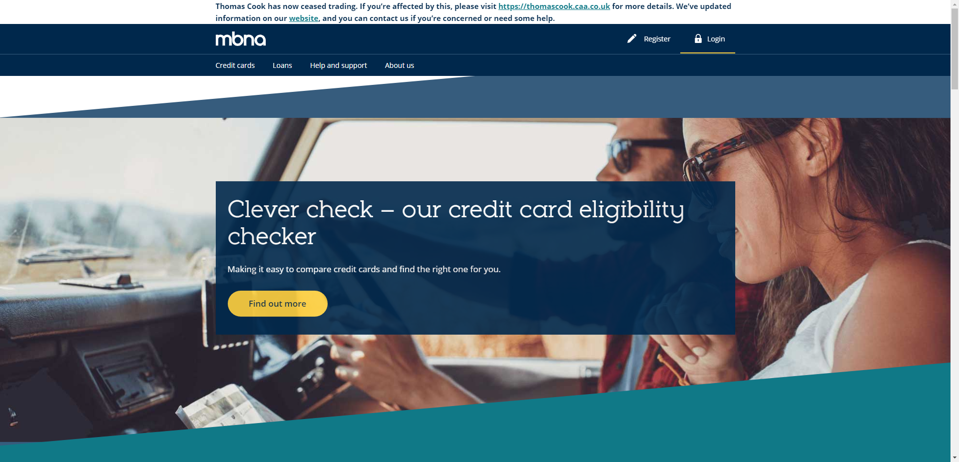 Thomas Cook has now ceased trading. If you're affected by this, please visit https://thomascook.caa.co.uk for more details. We've updated
information on our website, and you can contact us if you're concerned or need some help.
mbna
Register
Login
Credit cards
Loans
Help and support
About us
Clever check – our credit card eligibility
checker
Making it easy to compare credit cards and find the right one for you.
Find out more